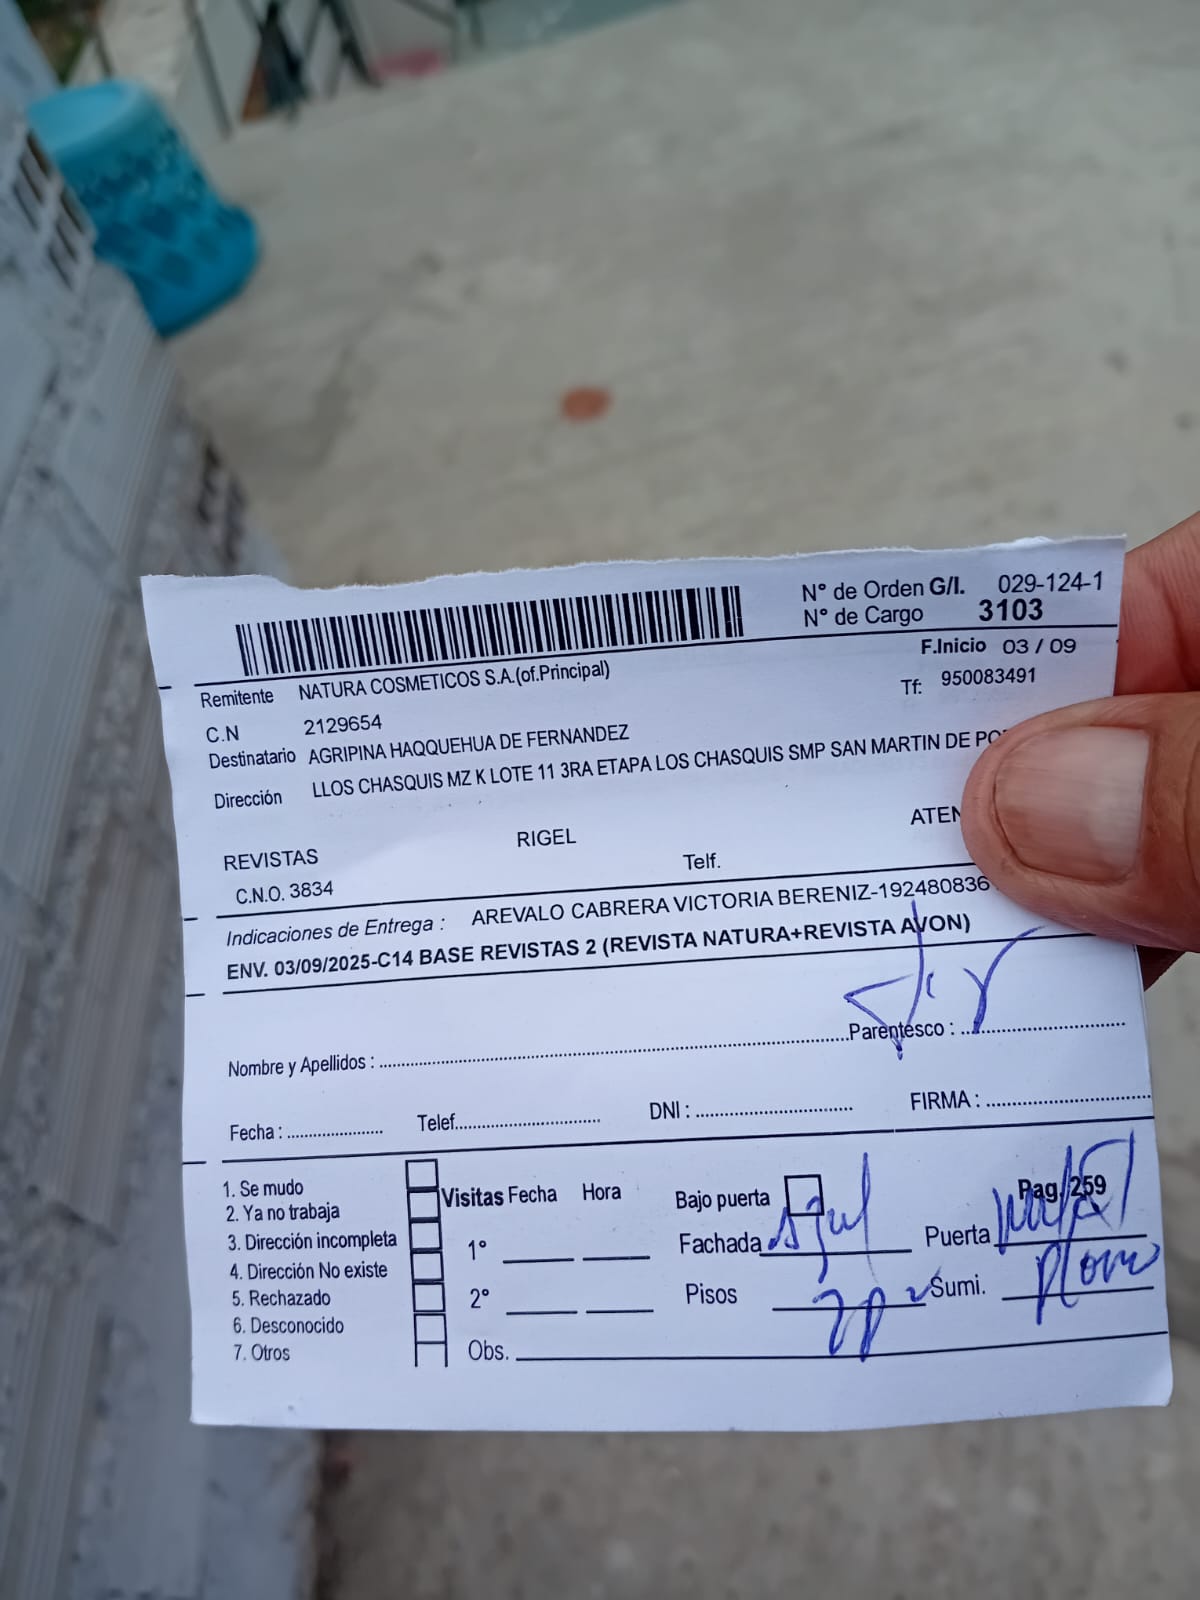 N° de Orden G/I. 029-124-1
N° de Cargo 3103
F.Inicio 03 / 09
Remitente NATURA COSMETICOS S.A.(of.Principal)
Tf: 950083491
C.N 2129654
Destinatario AGRIPINA HAQQUEHUA DE FERNANDEZ
Dirección LLOS CHASQUIS MZ K LOTE 11 3RA ETAPA LOS CHASQUIS SMP SAN MARTIN DE
REVISTAS RIGEL
C.N.O. 3834 Telf.
Indicaciones de Entrega : AREVALO CABRERA VICTORIA BERENIZ-192480836
ENV. 03/09/2025-C14 BASE REVISTAS 2 (REVISTA NATURA+REVISTA AVON)
Nombre y Apellidos : Parentesco :
Fecha : Telef. DNI : FIRMA :
1. Se mudo
2. Ya no trabaja
3. Dirección incompleta
4. Dirección No existe
5. Rechazado
6. Desconocido
7. Otros
Visitas Fecha Hora
1°
2°
Obs.
Bajo puerta Pag. 259
Fachada Azul Puerta metal
Pisos 2p Sumi. plomo